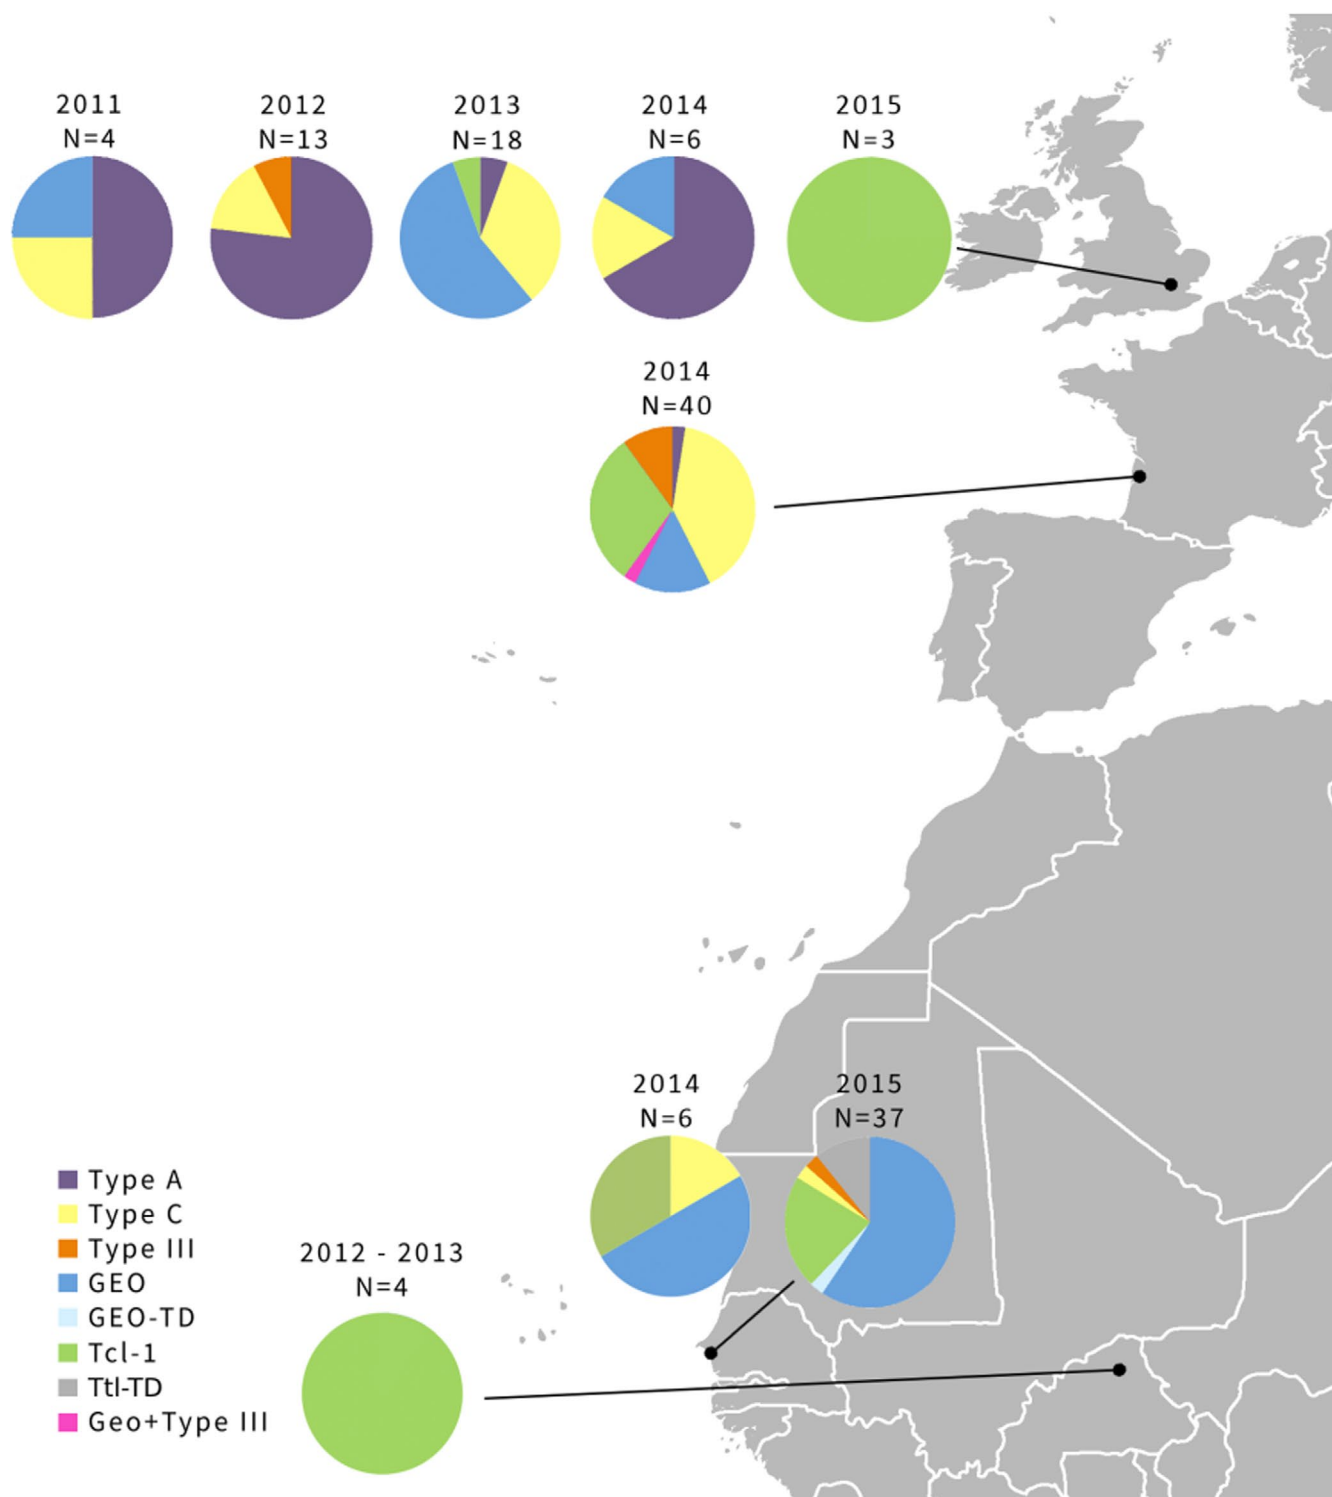 2011
N=4
2012
N=13
2013
N=18
2014
N=6
2015
N=3
2014
N=40
2014
N=6
2015
N=37
2012 - 2013
N=4
Type A
Type C
Type III
GEO
GEO-TD
Tcl-1
Ttl-TD
Geo+Type III